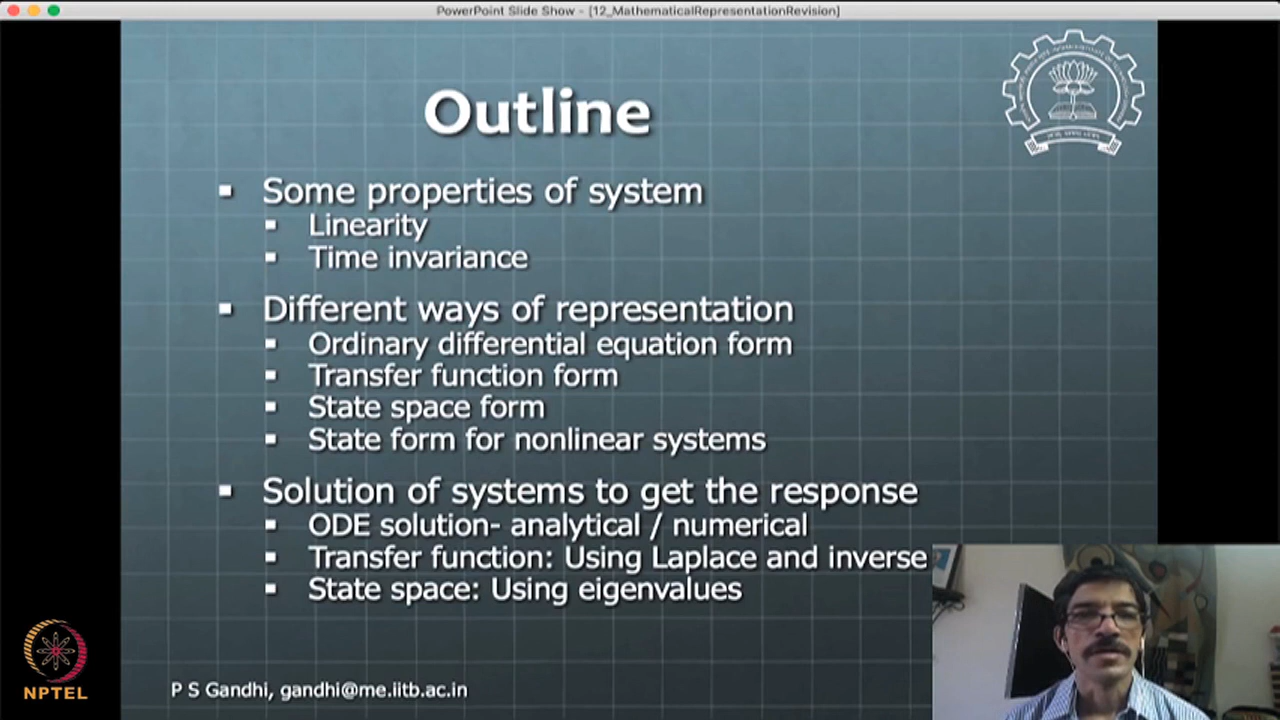 PowerPoint Slide Show - [12_MathematicalRepresentationRevision]
Outline
Some properties of system
Linearity
Time invariance
Different ways of representation
Ordinary differential equation form
Transfer function form
State space form
State form for nonlinear systems
Solution of systems to get the response
ODE solution- analytical / numerical
Transfer function: Using Laplace and inverse
State space: Using eigenvalues
P S Gandhi, gandhi@me.iitb.ac.in
NPTEL